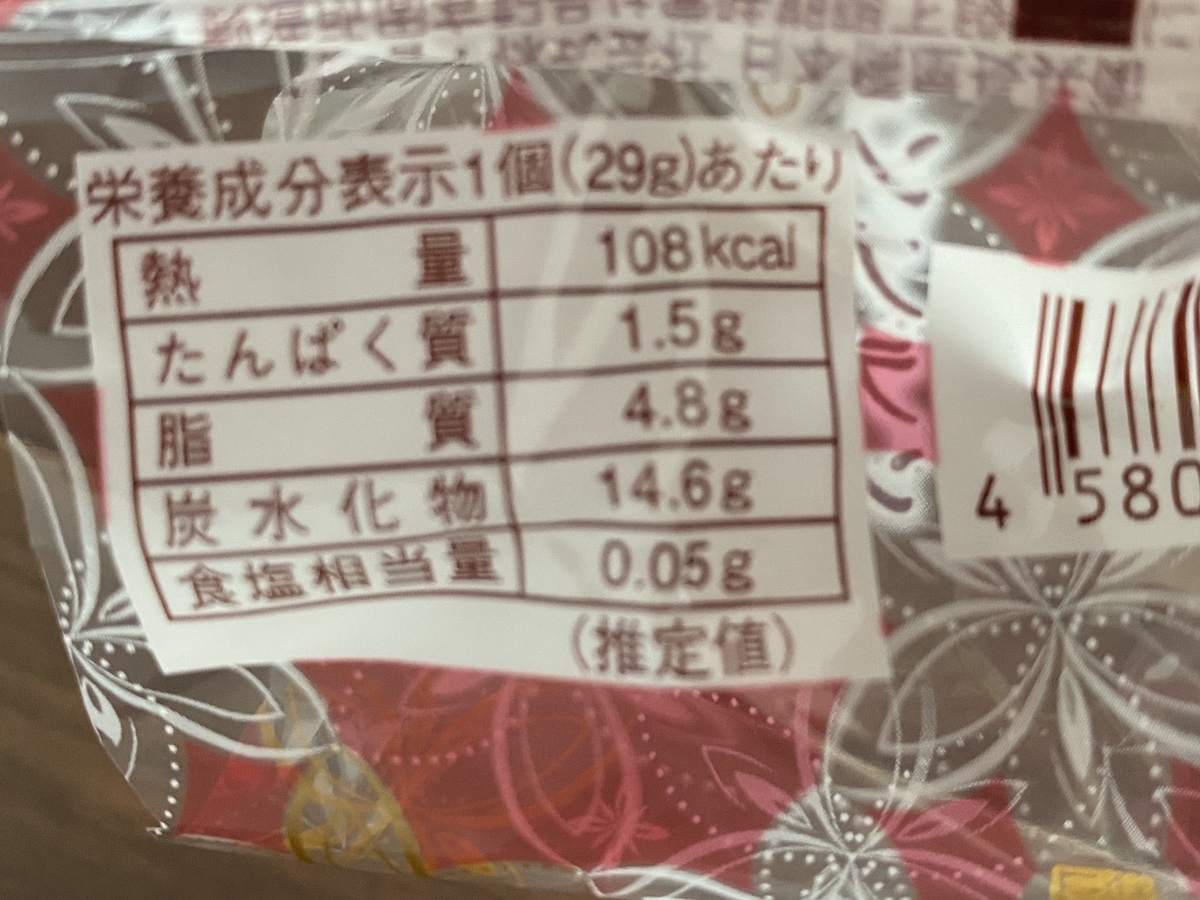 栄養成分表示1個(29g)あたり
熱量 108kcal
たんぱく質 1.5g
脂質 4.8g
炭水化物 14.6g
食塩相当量 0.05g
(推定値)
4 580